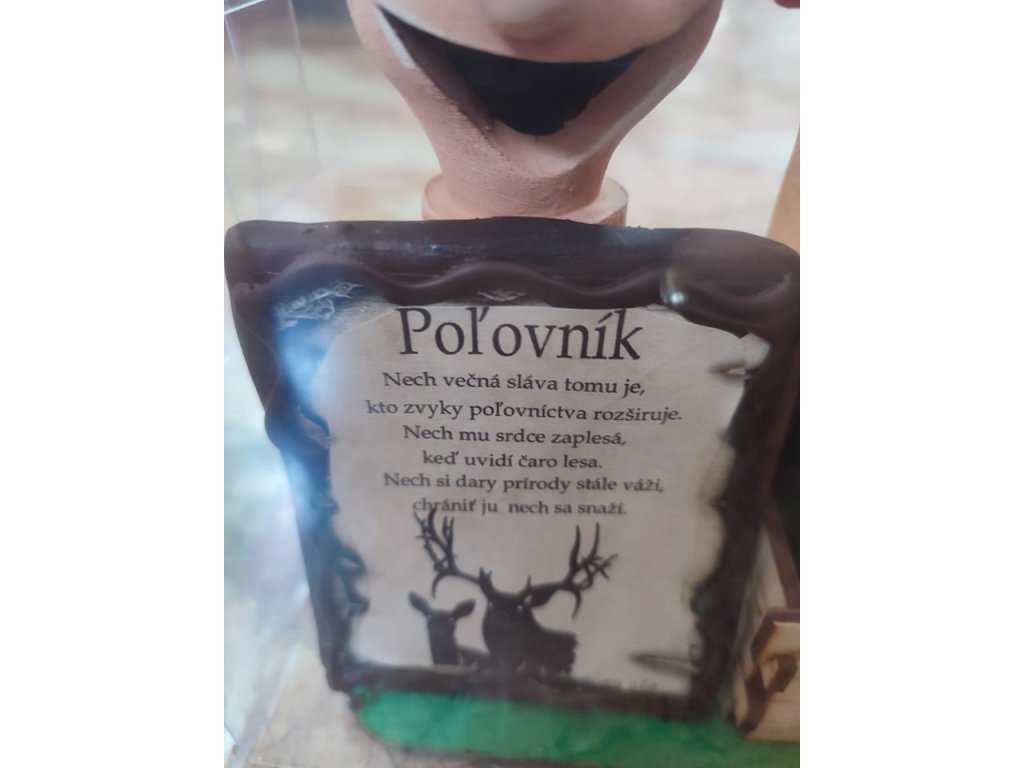 Poľovník
Nech večná sláva tomu je,
kto zvyky poľovníctva rozširuje.
Nech mu srdce zaplesá,
keď uvidí čaro lesa.
Nech si dary prírody stále váži,
chrániť ju nech sa snaží.